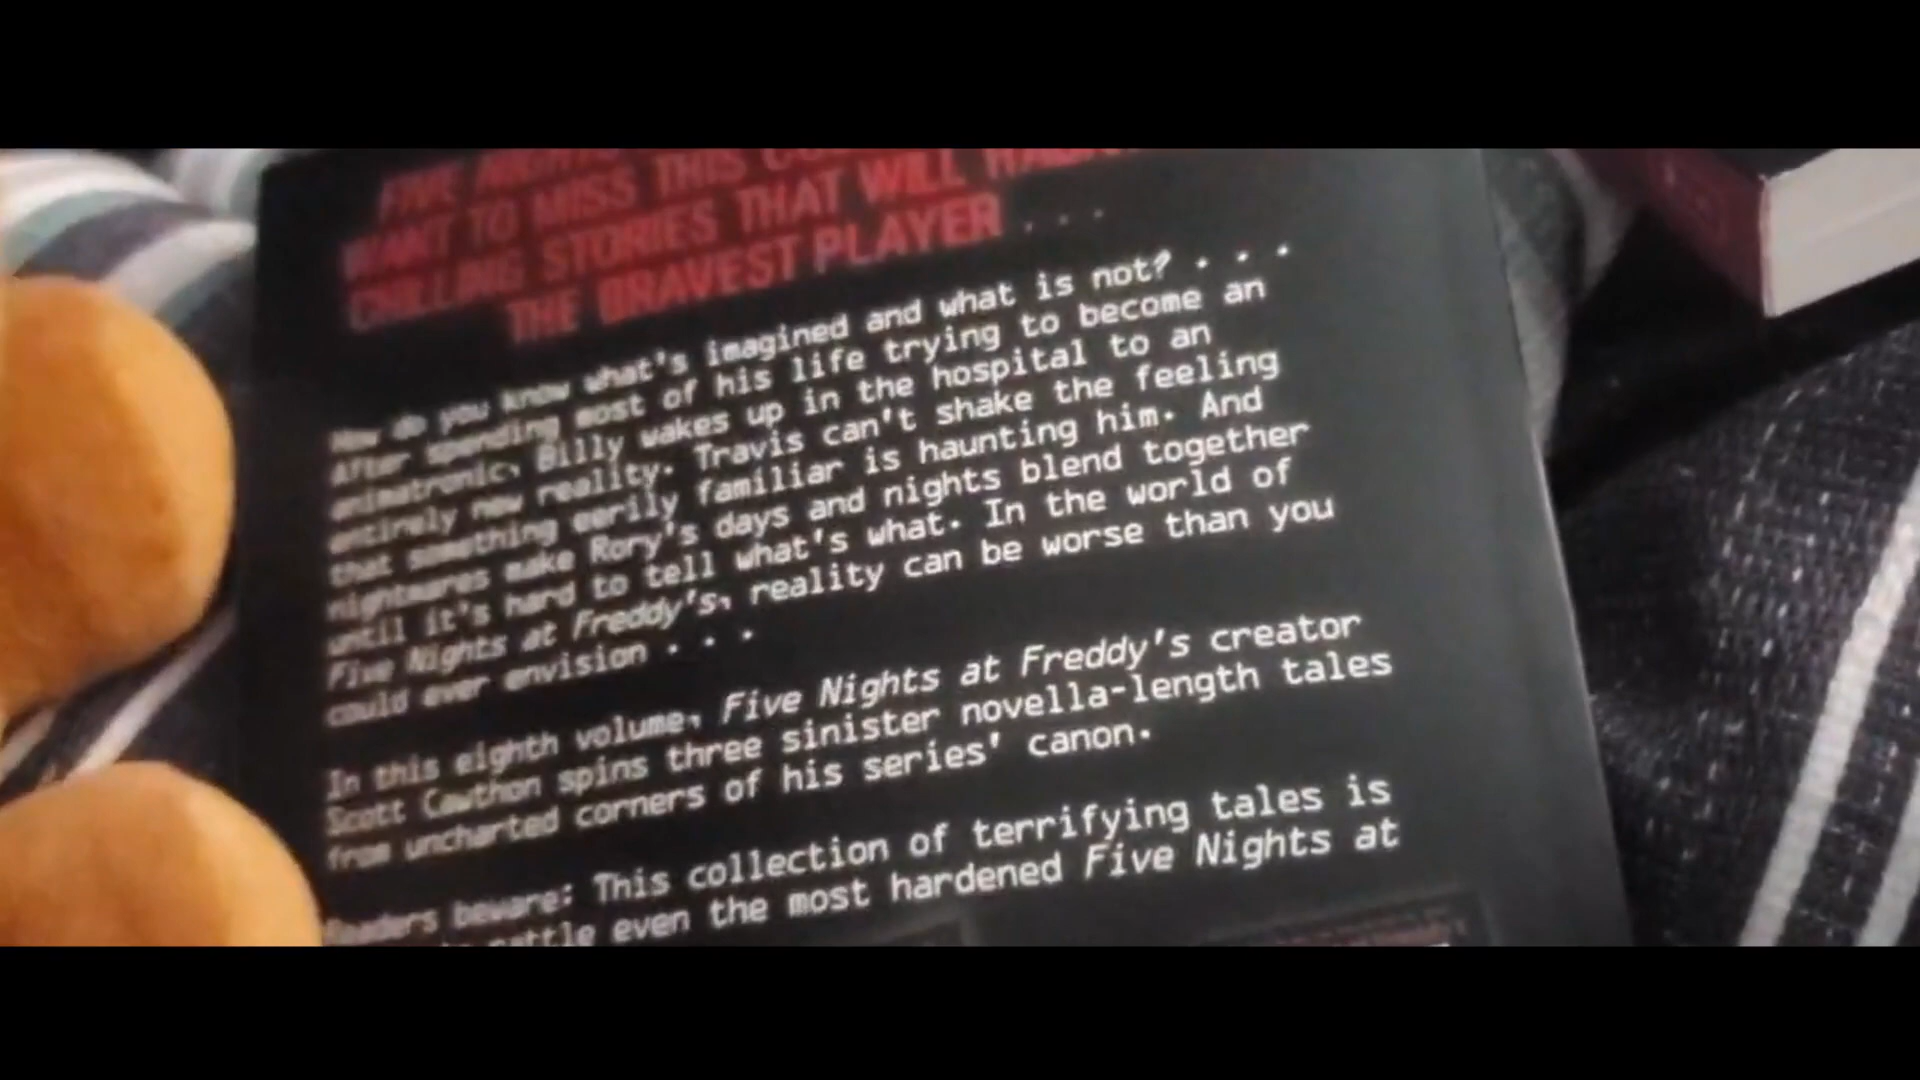 FIVE NIGHTS
WANT TO MISS THIS
CHILLING STORIES THAT WILL
THE BRAVEST PLAYER . . .
How do you know what's imagined and what is not? . . .
After spending most of his life trying to become an
animatronic, Billy wakes up in the hospital to an
entirely new reality. Travis can't shake the feeling
that something eerily familiar is haunting him. And
nightmares make Rory's days and nights blend together
until it's hard to tell what's what. In the world of
Five Nights at Freddy's, reality can be worse than you
could ever envision . . .
In this eighth volume, Five Nights at Freddy's creator
Scott Cawthon spins three sinister novella-length tales
from uncharted corners of his series' canon.
Readers beware: This collection of terrifying tales is
even the most hardened Five Nights at